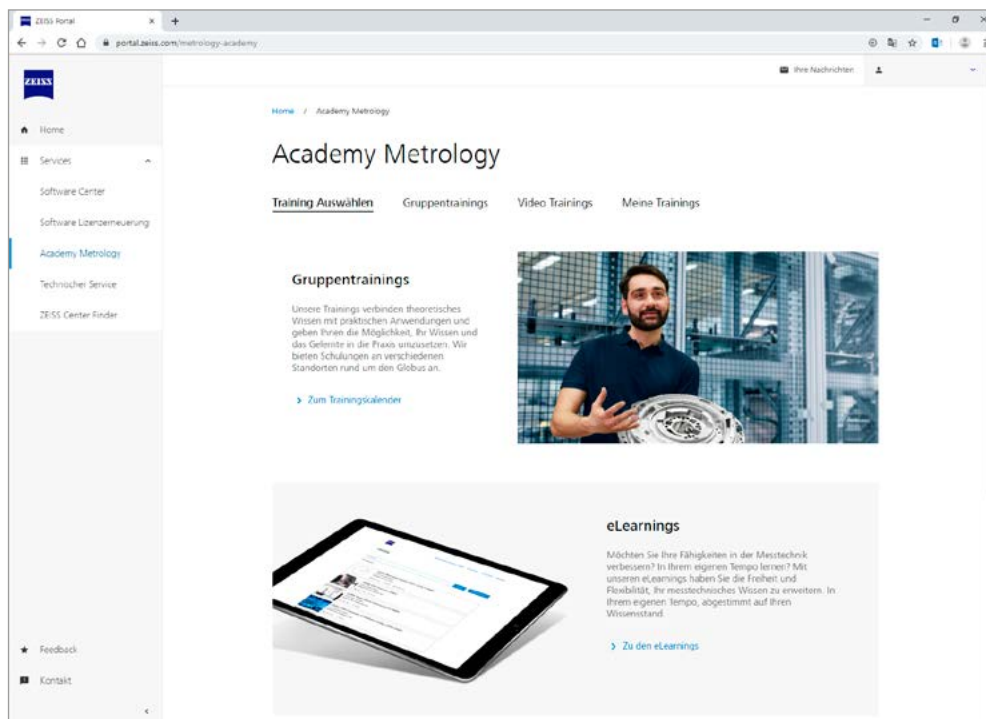 ZEISS Portal
portal.zeiss.com/metrology-academy
Ihre Nachrichten
ZEISS
Home
Services
Software Center
Software Lizenzerneuerung
Academy Metrology
Technischer Service
ZEISS Center Finder
Feedback
Kontakt
Home / Academy Metrology
Academy Metrology
Training Auswählen Gruppentrainings Video Trainings Meine Trainings
Gruppentrainings
Unsere Trainings verbinden theoretisches
Wissen mit praktischen Anwendungen und
geben Ihnen die Möglichkeit, Ihr Wissen und
das Gelernte in die Praxis umzusetzen. Wir
bieten Schulungen an verschiedenen
Standorten rund um den Globus an.
Zum Trainingskalender
eLearnings
Möchten Sie Ihre Fähigkeiten in der Messtechnik
verbessern? In Ihrem eigenen Tempo lernen? Mit
unseren eLearnings haben Sie die Freiheit und
Flexibilität, Ihr messtechnisches Wissen zu erweitern. In
Ihrem eigenen Tempo, abgestimmt auf Ihren
Wissensstand.
Zu den eLearnings